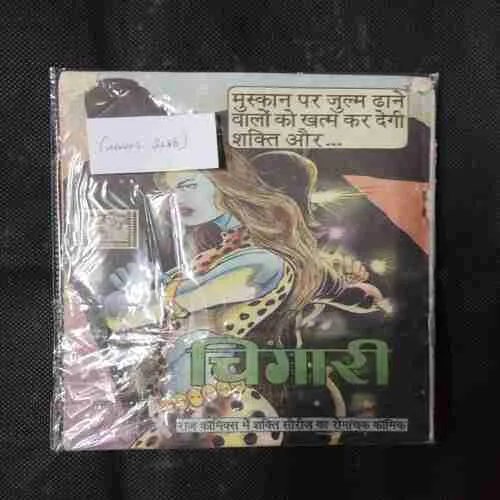 मुस्कान पर जुल्म ढाने
वालों को खत्म कर देगी
शक्ति और...
चिंगारी
राज कॉमिक्स में शक्ति सीरीज का रोमांचक कॉमिक